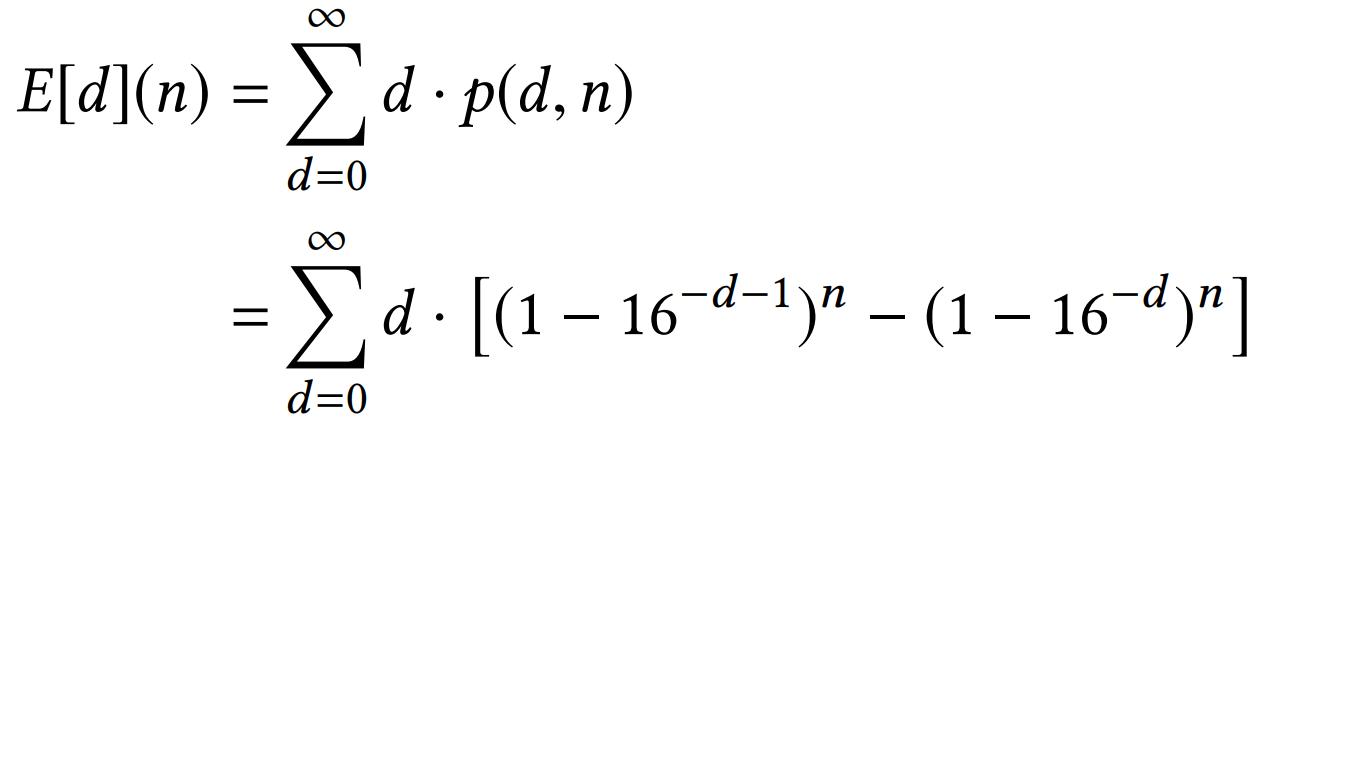 E[d](n) = ∑_{d=0}^{∞} d · p(d, n)
= ∑_{d=0}^{∞} d · [(1 − 16^{−d−1})^n − (1 − 16^{−d})^n]